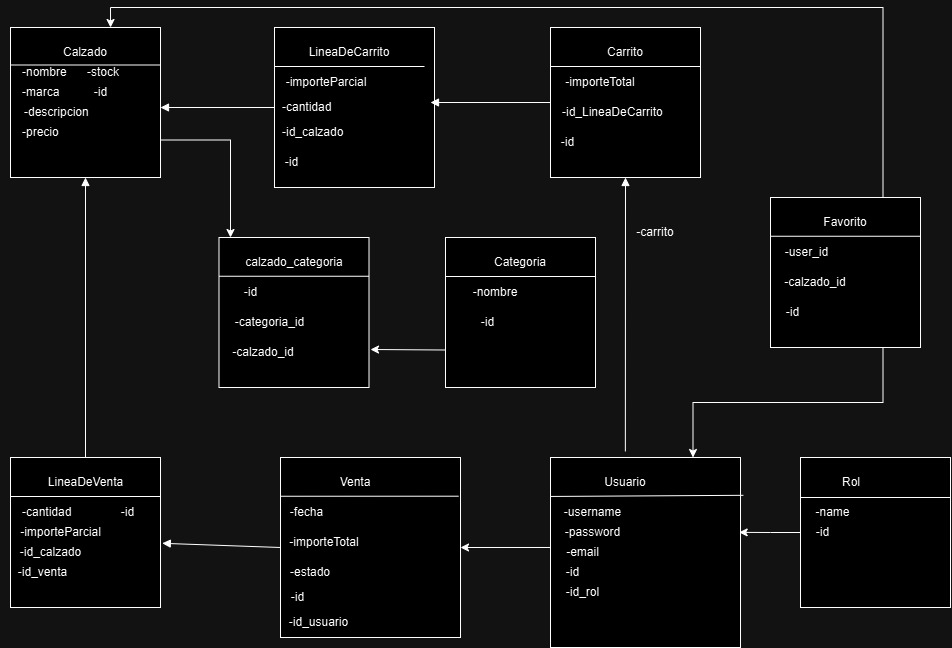 Calzado
-nombre -stock
-marca -id
-descripcion
-precio
LineaDeCarrito
-importeParcial
-cantidad
-id_calzado
-id
Carrito
-importeTotal
-id_LineaDeCarrito
-id
-carrito
Favorito
-user_id
-calzado_id
-id
calzado_categoria
-id
-categoria_id
-calzado_id
Categoria
-nombre
-id
LineaDeVenta
-cantidad -id
-importeParcial
-id_calzado
-id_venta
Venta
-fecha
-importeTotal
-estado
-id
-id_usuario
Usuario
-username
-password
-email
-id
-id_rol
Rol
-name
-id